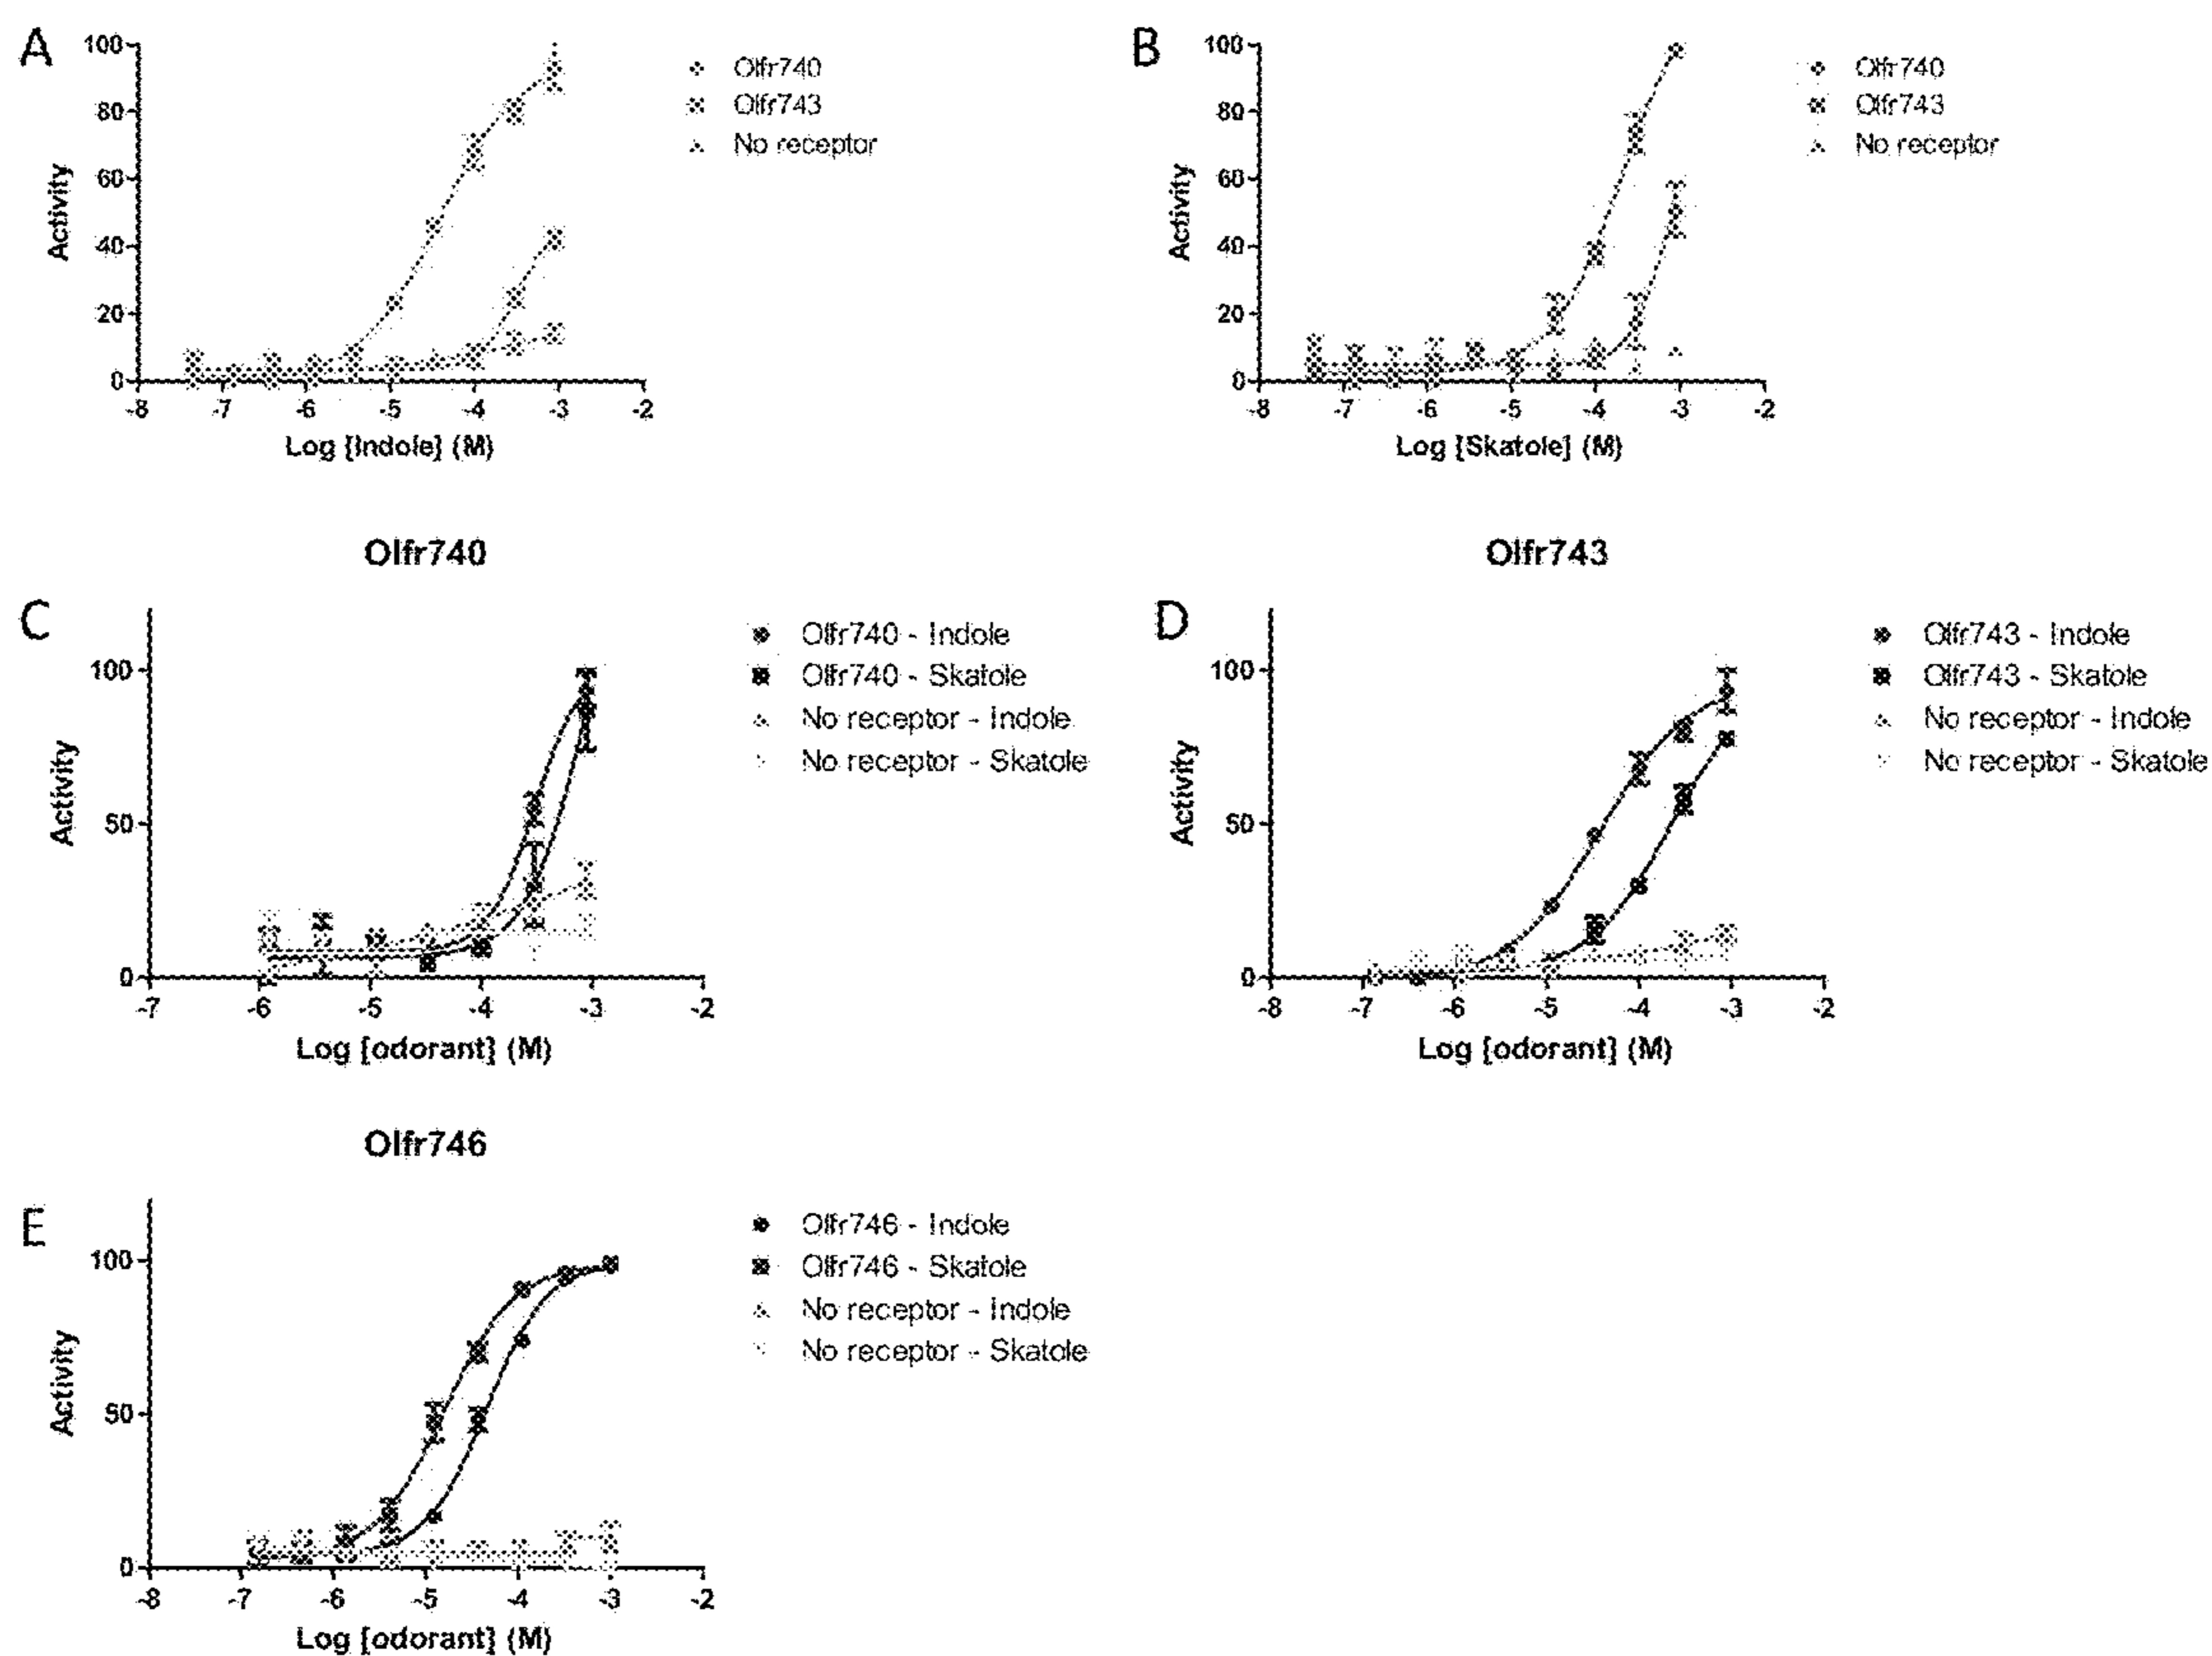 A
100
80
60
40
20
0
-8 -7 -6 -5 -4 -3 -2
Activity
Log [Indole] (M)
Olfr740
Olfr743
No receptor
B
100
80
60
40
20
0
-8 -7 -6 -5 -4 -3 -2
Activity
Log [Skatole] (M)
Olfr740
Olfr743
No receptor
Olfr740
C
100
50
0
-7 -6 -5 -4 -3 -2
Activity
Log [odorant] (M)
Olfr740 - Indole
Olfr740 - Skatole
No receptor - Indole
No receptor - Skatole
Olfr743
D
100
50
0
-8 -7 -6 -5 -4 -3 -2
Activity
Log [odorant] (M)
Olfr743 - Indole
Olfr743 - Skatole
No receptor - Indole
No receptor - Skatole
Olfr746
E
100
50
0
-8 -7 -6 -5 -4 -3 -2
Activity
Log [odorant] (M)
Olfr746 - Indole
Olfr746 - Skatole
No receptor - Indole
No receptor - Skatole